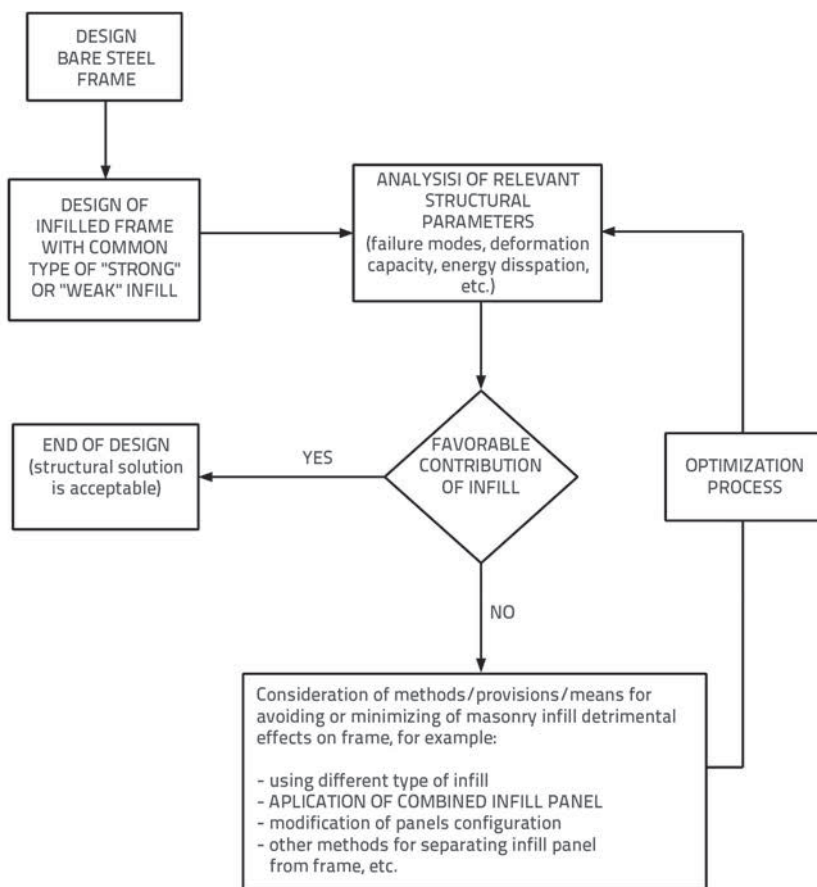 DESIGN
BARE STEEL
FRAME
DESIGN OF
INFILLED FRAME
WITH COMMON
TYPE OF "STRONG"
OR "WEAK" INFILL
ANALYSISI OF RELEVANT
STRUCTURAL
PARAMETERS
(failure modes, deformation
capacity, energy disspation,
etc.)
FAVORABLE
CONTRIBUTION
OF INFILL
YES
END OF DESIGN
(structural solution
is acceptable)
NO
Consideration of methods/provisions/means for
avoiding or minimizing of masonry infill detrimental
effects on frame, for example:
- using different type of infill
- APLICATION OF COMBINED INFILL PANEL
- modification of panels configuration
- other methods for separating infill panel
from frame, etc.
OPTIMIZATION
PROCESS